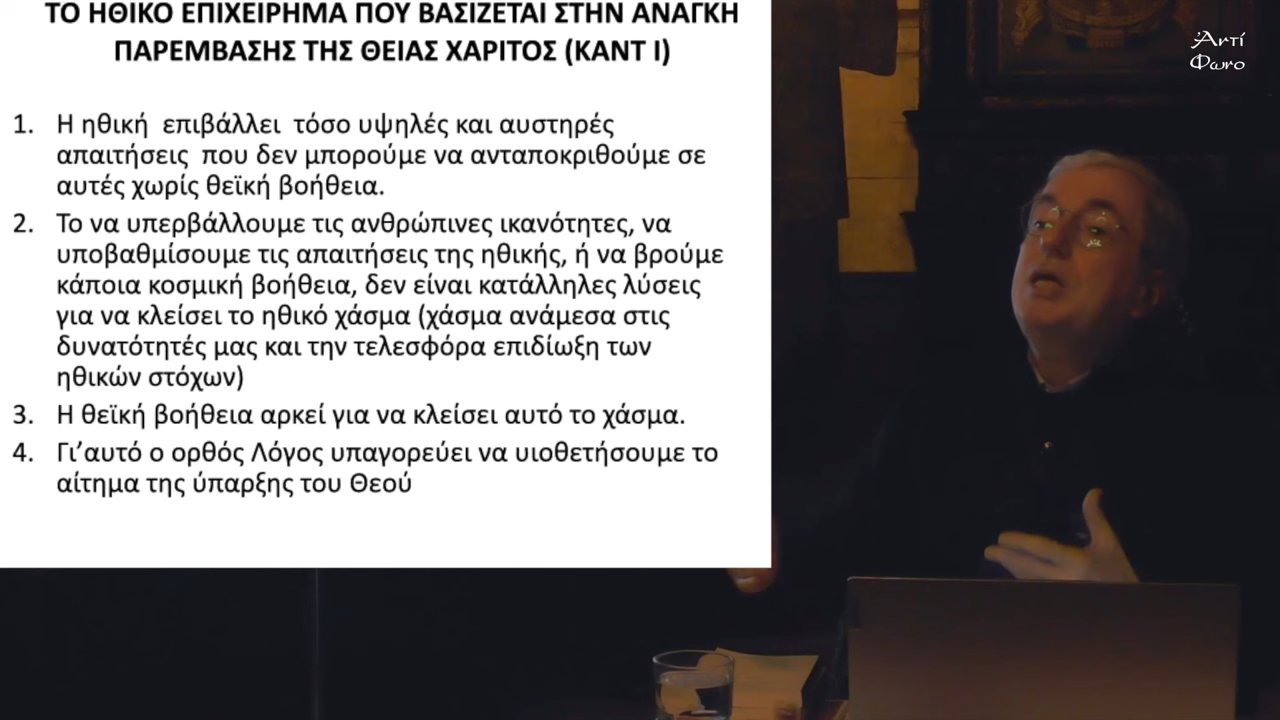 ΤΟ ΗΘΙΚΟ ΕΠΙΧΕΙΡΗΜΑ ΠΟΥ ΒΑΣΙΖΕΤΑΙ ΣΤΗΝ ΑΝΑΓΚΗ
ΠΑΡΕΜΒΑΣΗΣ ΤΗΣ ΘΕΙΑΣ ΧΑΡΙΤΟΣ (ΚΑΝΤ Ι)
1. Η ηθική επιβάλλει τόσο υψηλές και αυστηρές
απαιτήσεις που δεν μπορούμε να ανταποκριθούμε σε
αυτές χωρίς θεϊκή βοήθεια.
2. Το να υπερβάλλουμε τις ανθρώπινες ικανότητες, να
υποβαθμίσουμε τις απαιτήσεις της ηθικής, ή να βρούμε
κάποια κοσμική βοήθεια, δεν είναι κατάλληλες λύσεις
για να κλείσει το ηθικό χάσμα (χάσμα ανάμεσα στις
δυνατότητές μας και την τελεσφόρα επιδίωξη των
ηθικών στόχων)
3. Η θεϊκή βοήθεια αρκεί για να κλείσει αυτό το χάσμα.
4. Γι’αυτό ο ορθός Λόγος υπαγορεύει να υιοθετήσουμε το
αίτημα της ύπαρξης του Θεού
Ἀντί
Φωνο